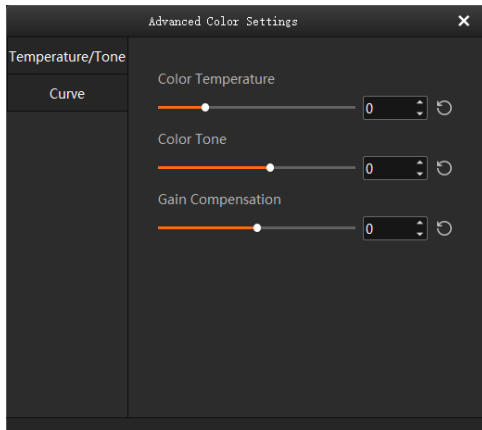 Advanced Color Settings
Temperature/Tone
Curve
Color Temperature
0
Color Tone
0
Gain Compensation
0